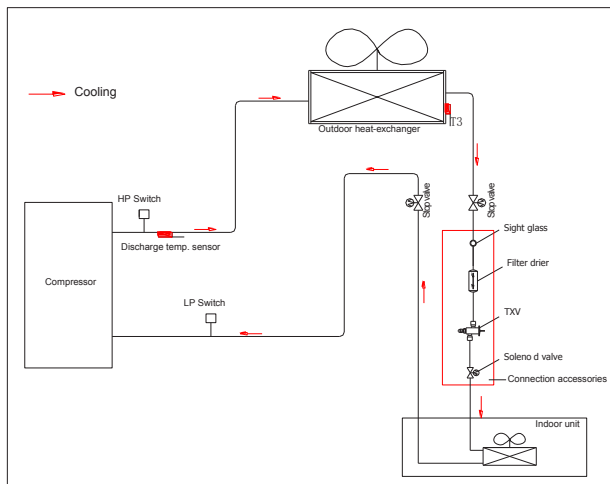 Cooling
Outdoor heat-exchanger
T3
HP Switch
Discharge temp. sensor
Stop valve
Stop valve
Sight glass
Filter drier
Compressor
LP Switch
TXV
Soleno d valve
Connection accessories
Indoor unit